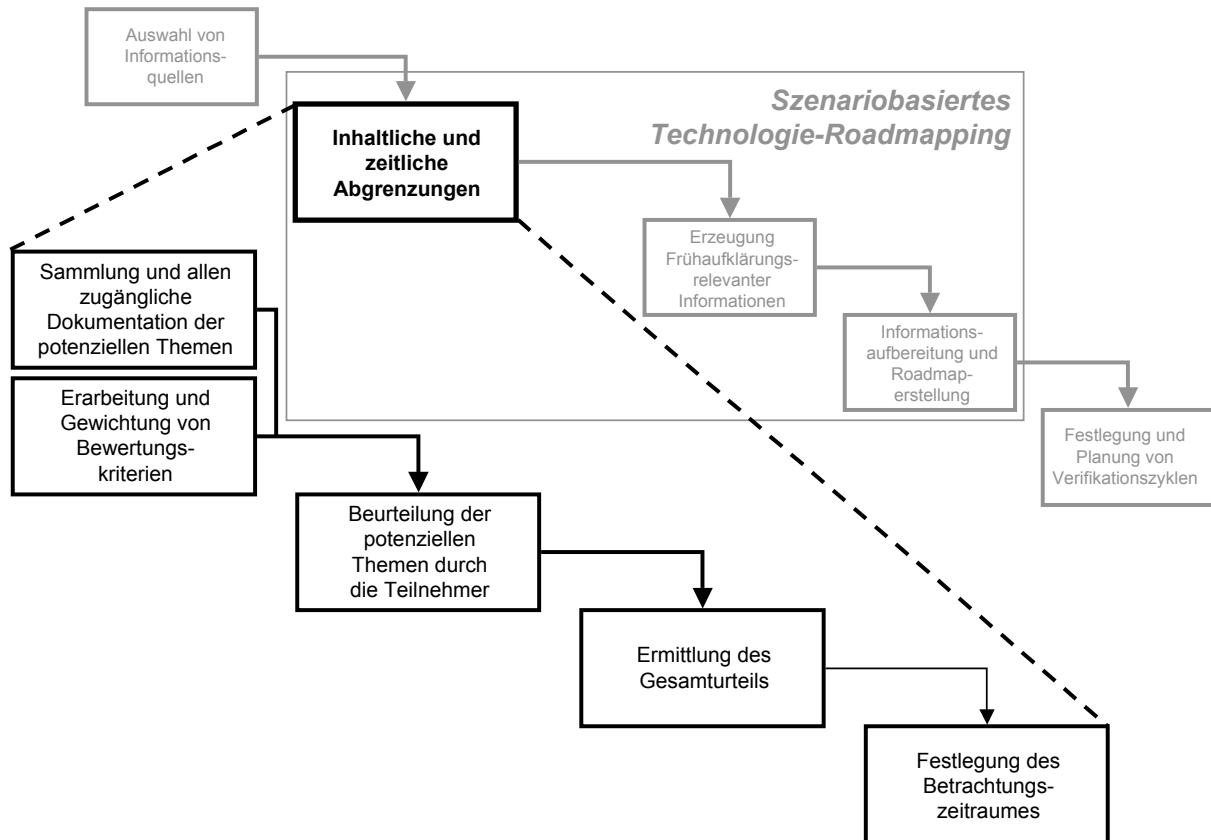 Auswahl von
Informations-
quellen
Szenariobasiertes
Technologie-Roadmapping
Inhaltliche und
zeitliche
Abgrenzungen
Erzeugung
Frühaufklärungs-
relevanter
Informationen
Informations-
aufbereitung und
Roadmap-
erstellung
Festlegung und
Planung von
Verifikationszyklen
Sammlung und allen
zugängliche
Dokumentation der
potenziellen Themen
Erarbeitung und
Gewichtung von
Bewertungs-
kriterien
Beurteilung der
potenziellen
Themen durch
die Teilnehmer
Ermittlung des
Gesamturteils
Festlegung des
Betrachtungs-
zeitraumes